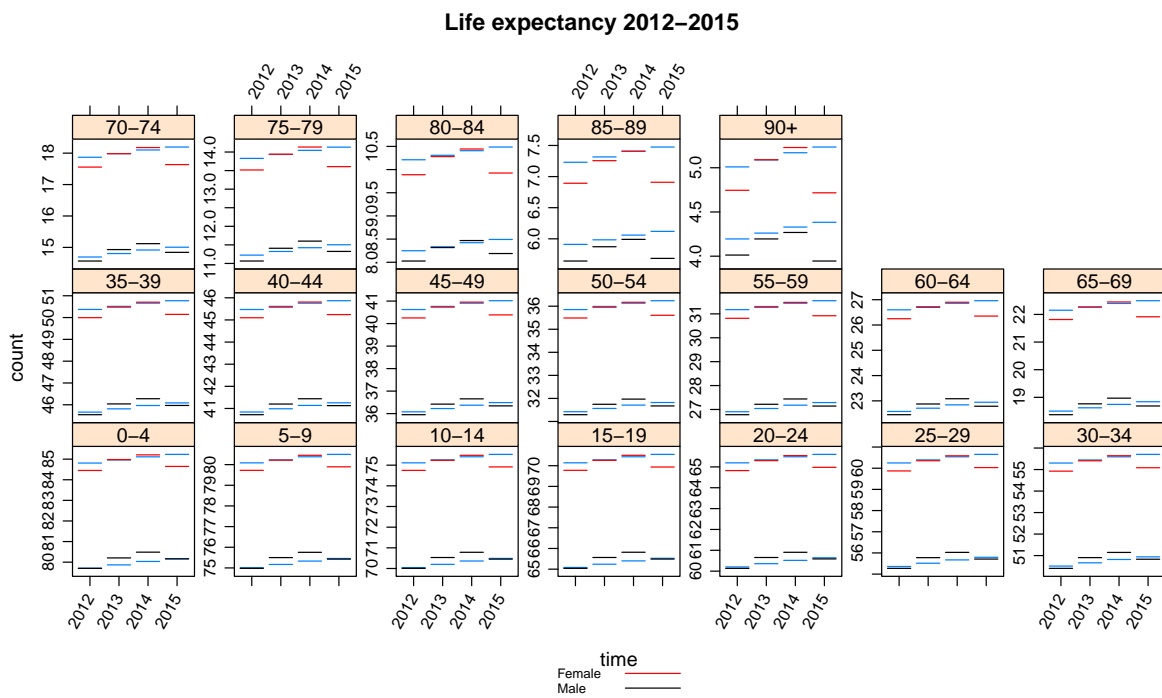 Life expectancy 2012−2015
2012 2013 2014 2015 2012 2013 2014 2015
70−74 75−79 80−84 85−89 90+
15 16 17 18
11.0 12.0 13.0 14.0
8.0 8.5 9.0 9.5 10.5
6.0 6.5 7.0 7.5
4.0 4.5 5.0
35−39 40−44 45−49 50−54 55−59 60−64 65−69
46 47 48 49 50 51
41 42 43 44 45 46
36 37 38 39 40 41
32 33 34 35 36
27 28 29 30 31
23 24 25 26 27
19 20 21 22
0−4 5−9 10−14 15−19 20−24 25−29 30−34
80 81 82 83 84 85
75 76 77 78 79 80
70 71 72 73 74 75
65 66 67 68 69 70
60 61 62 63 64 65
56 57 58 59 60
51 52 53 54 55
2012 2013 2014 2015 2012 2013 2014 2015 2012 2013 2014 2015 2012 2013 2014 2015
count
time
Female
Male